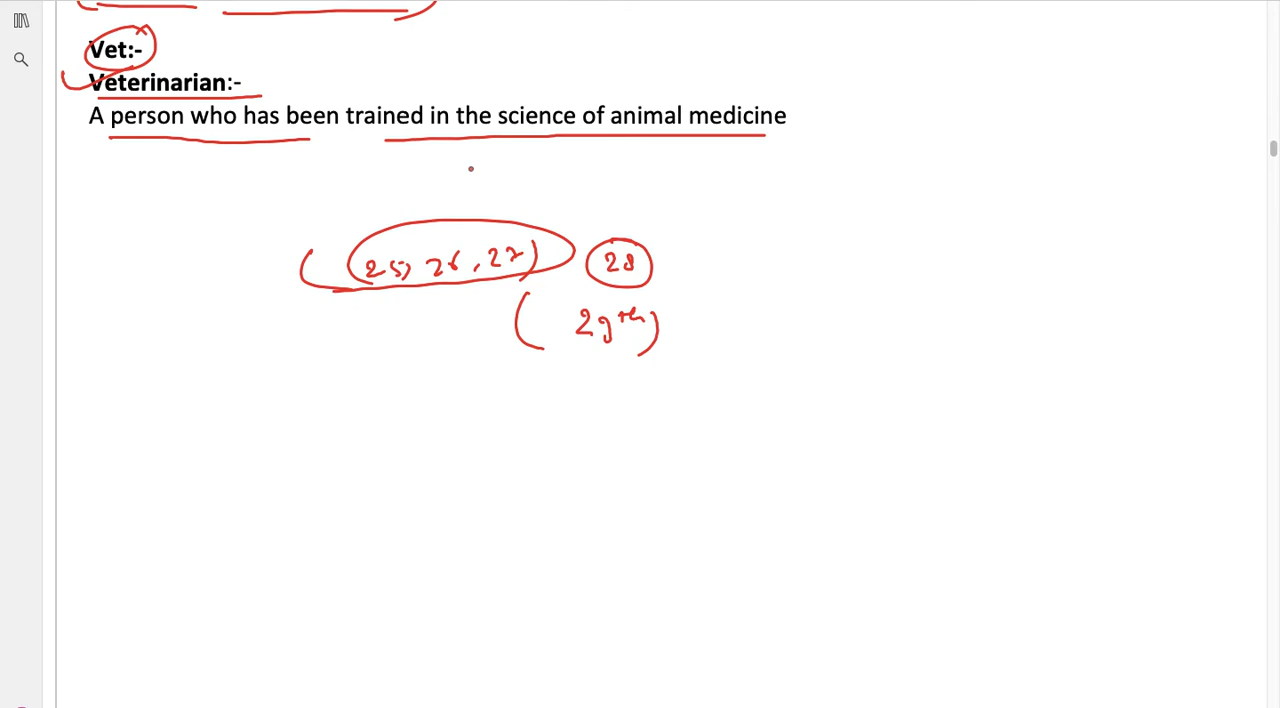 Vet:-
Veterinarian:-
A person who has been trained in the science of animal medicine
( 25, 26, 27) 28
( 29th)